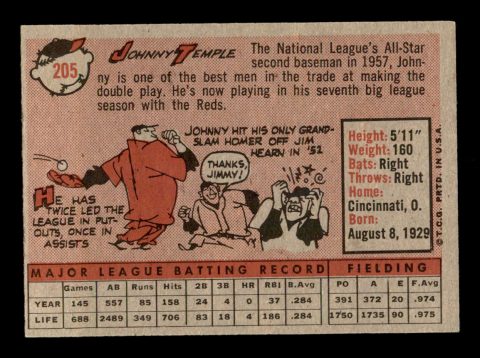 205
JOHNNY TEMPLE
The National League's All-Star
second baseman in 1957, John-
ny is one of the best men in the trade at making the
double play. He's now playing in his seventh big league
season with the Reds.
JOHNNY HIT HIS ONLY GRAND-
SLAM HOMER OFF JIM
HEARN IN '52
THANKS,
JIMMY!
HE HAS
TWICE LED THE
LEAGUE IN PUT-
OUTS, ONCE IN
ASSISTS
Height: 5'11"
Weight: 160
Bats: Right
Throws: Right
Home:
Cincinnati, O.
Born:
August 8, 1929
©T.C.G. PRTD. IN U.S.A.
MAJOR LEAGUE BATTING RECORD FIELDING
Games AB Runs Hits 2B 3B HR RBI B.Avg PO A E F.Avg
YEAR 145 557 85 158 24 4 0 37 .284 391 372 20 .974
LIFE 688 2489 349 706 83 18 6 220 .284 1750 1735 90 .975